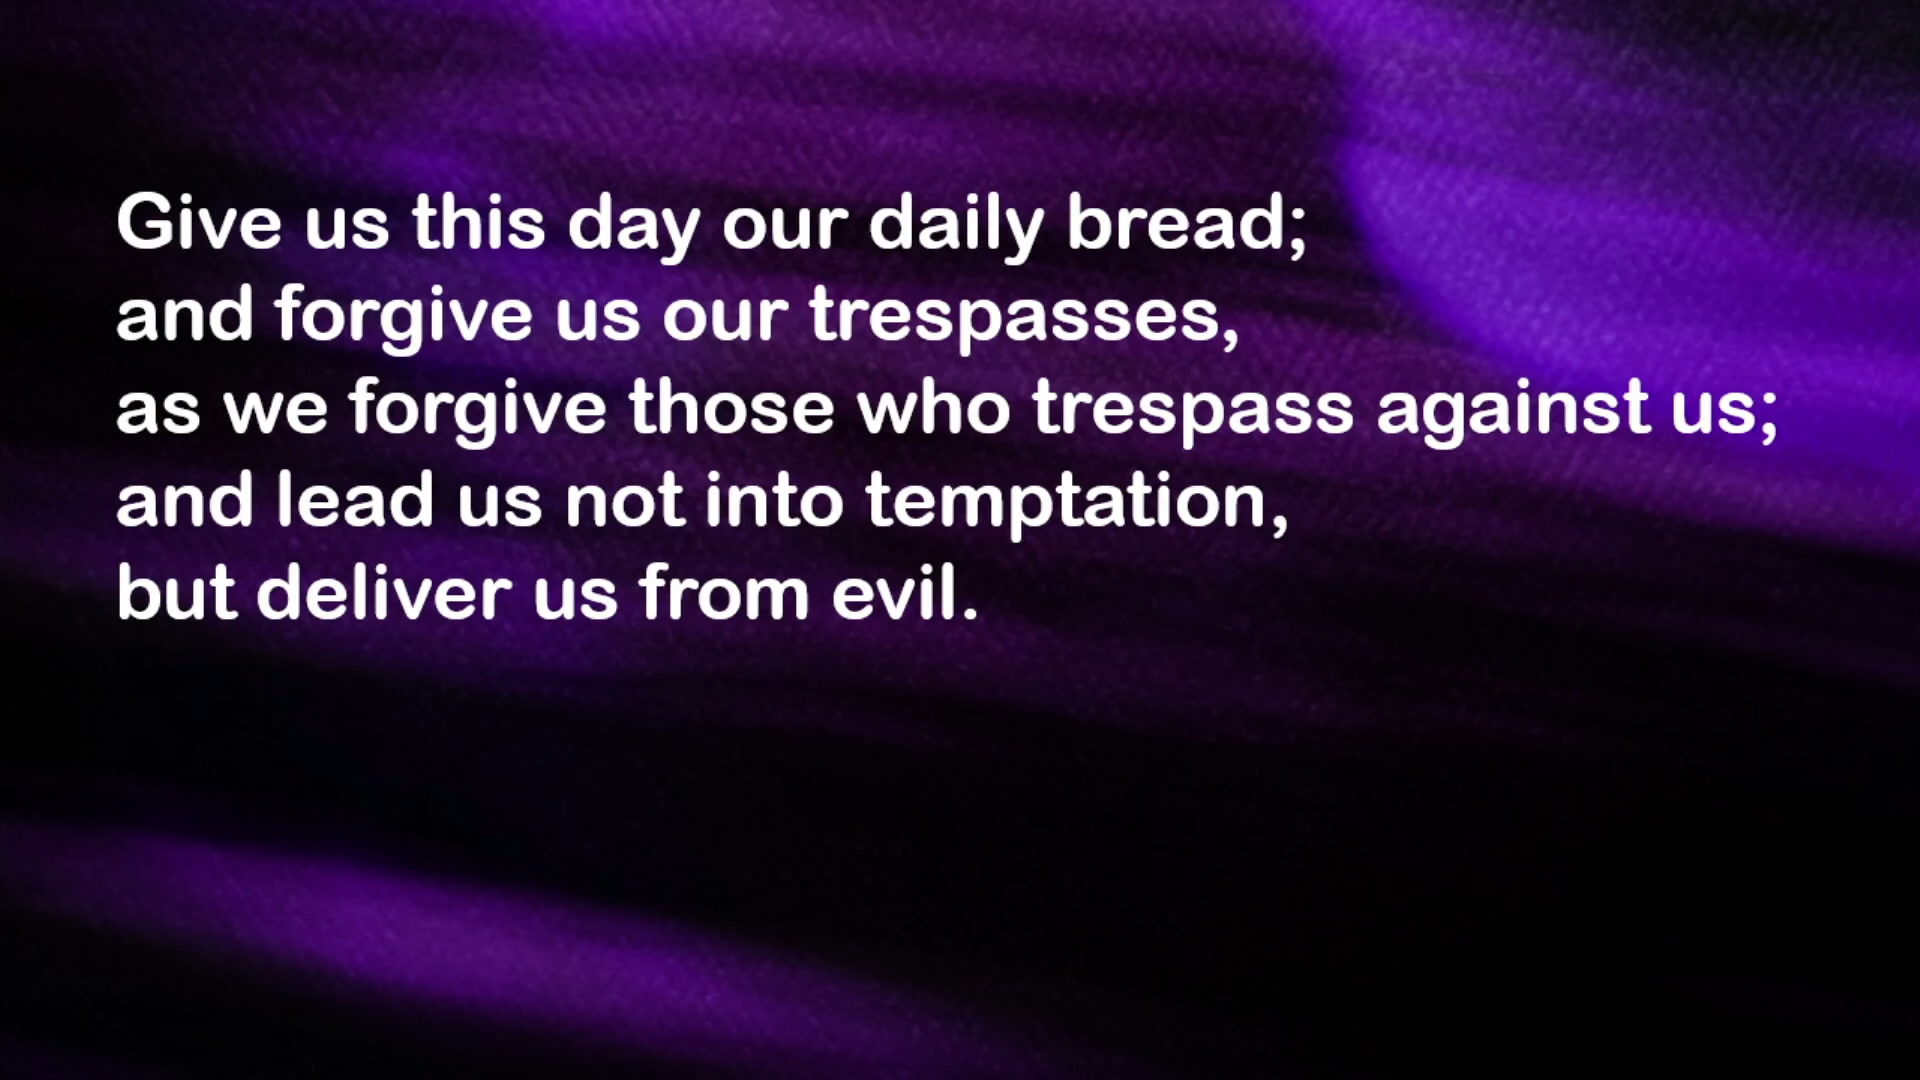 Give us this day our daily bread;
and forgive us our trespasses,
as we forgive those who trespass against us;
and lead us not into temptation,
but deliver us from evil.